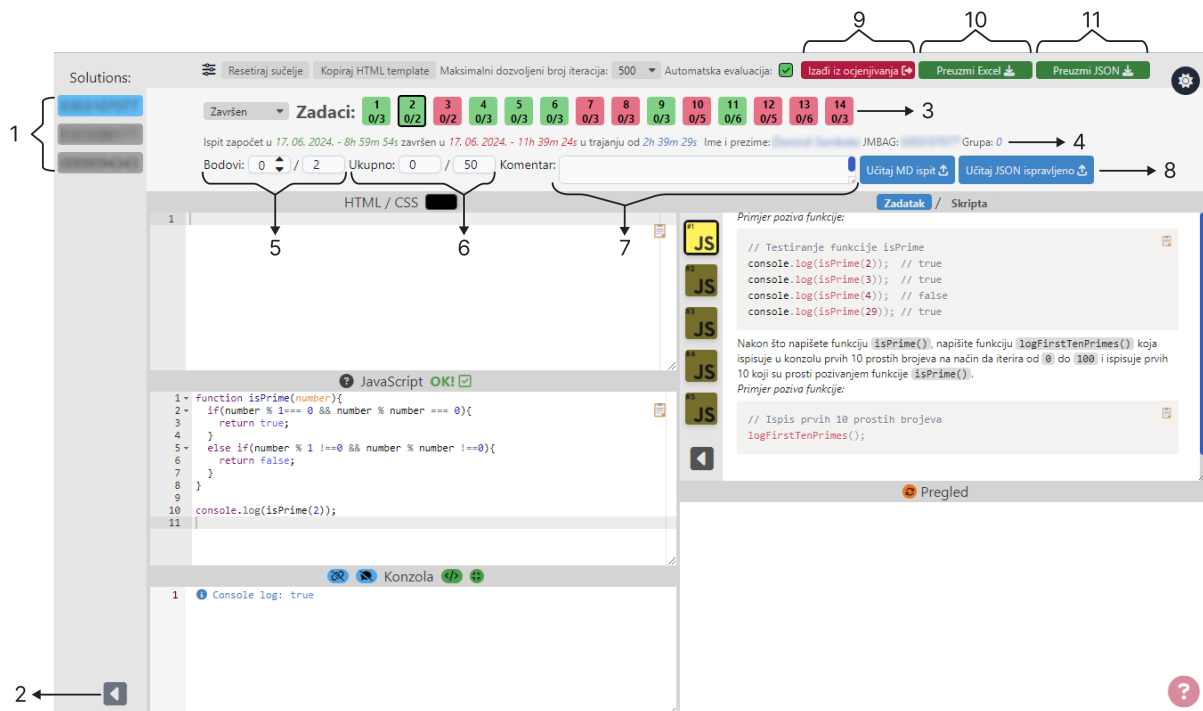 9 10 11
Solutions:
Resetiraj sučelje Kopiraj HTML template Maksimalni dozvoljeni broj iteracija: 500 Automatska evaluacija: Izađi iz ocjenjivanja Preuzmi Excel Preuzmi JSON
1
Završen Zadaci: 1 2 3 4 5 6 7 8 9 10 11 12 13 14
0/3 0/2 0/2 0/3 0/3 0/3 0/3 0/3 0/3 0/5 0/6 0/5 0/6 0/3
3
Ispit započet u 17. 06. 2024. - 8h 59m 54s završen u 17. 06. 2024. - 11h 39m 24s u trajanju od 2h 39m 29s Ime i prezime: JMBAG: Grupa: 0
4
Bodovi: 0 / 2 Ukupno: 0 / 50 Komentar: Učitaj MD ispit Učitaj JSON ispravljeno
8
HTML / CSS
1
5 6 7
Zadatak / Skripta
#1 JS
#2 JS
#3 JS
#4 JS
#5 JS
Primjer poziva funkcije:
// Testiranje funkcije isPrime
console.log(isPrime(2)); // true
console.log(isPrime(3)); // true
console.log(isPrime(4)); // false
console.log(isPrime(29)); // true
Nakon što napišete funkciju isPrime(), napišite funkciju logFirstTenPrimes() koja
ispisuje u konzolu prvih 10 prostih brojeva na način da iterira od 0 do 100 i ispisuje prvih
10 koji su prosti pozivanjem funkcije isPrime().
Primjer poziva funkcije:
// Ispis prvih 10 prostih brojeva
logFirstTenPrimes();
JavaScript OK!
1 function isPrime(number){
2 if(number % 1=== 0 && number % number === 0){
3 return true;
4 }
5 else if(number % 1 !==0 && number % number !==0){
6 return false;
7 }
8 }
9
10 console.log(isPrime(2));
11
Pregled
Konzola
1 Console log: true
2
?